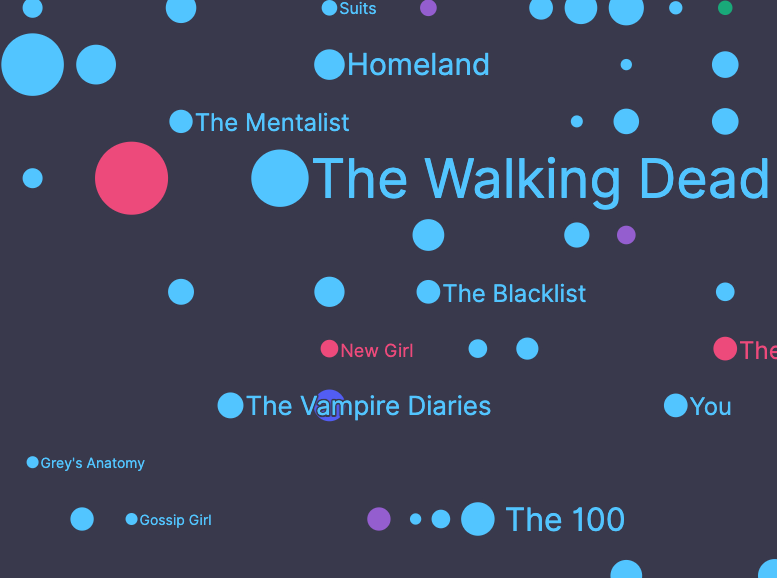 Suits
Homeland
The Mentalist
The Walking Dead
The Blacklist
New Girl
The
The Vampire Diaries
You
Grey's Anatomy
Gossip Girl
The 100